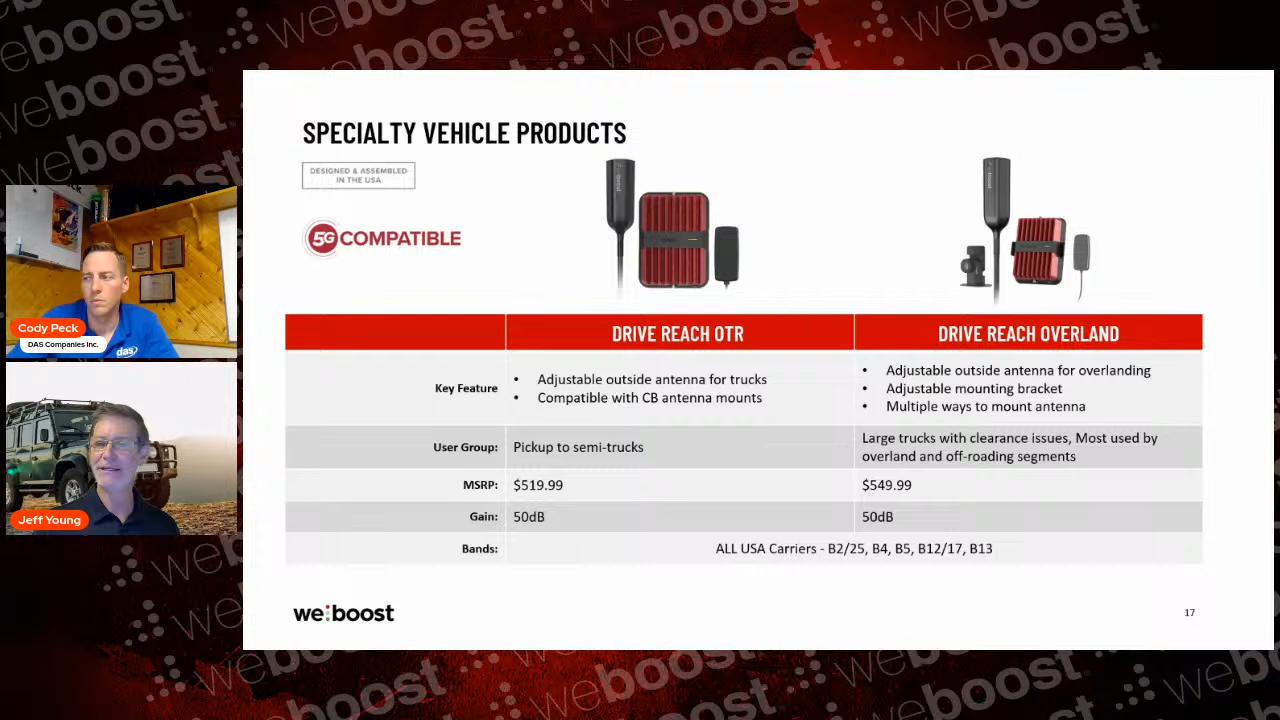 SPECIALTY VEHICLE PRODUCTS
DESIGNED & ASSEMBLED
IN THE USA
5G COMPATIBLE
DRIVE REACH OTR
DRIVE REACH OVERLAND
Key Feature
• Adjustable outside antenna for trucks
• Compatible with CB antenna mounts
• Adjustable outside antenna for overlanding
• Adjustable mounting bracket
• Multiple ways to mount antenna
User Group:
Pickup to semi-trucks
Large trucks with clearance issues, Most used by
overland and off-roading segments
MSRP:
$519.99
$549.99
Gain:
50dB
50dB
Bands:
ALL USA Carriers - B2/25, B4, B5, B12/17, B13
we:boost
17
Cody Peck
DAS Companies Inc.
das
Jeff Young
weboost